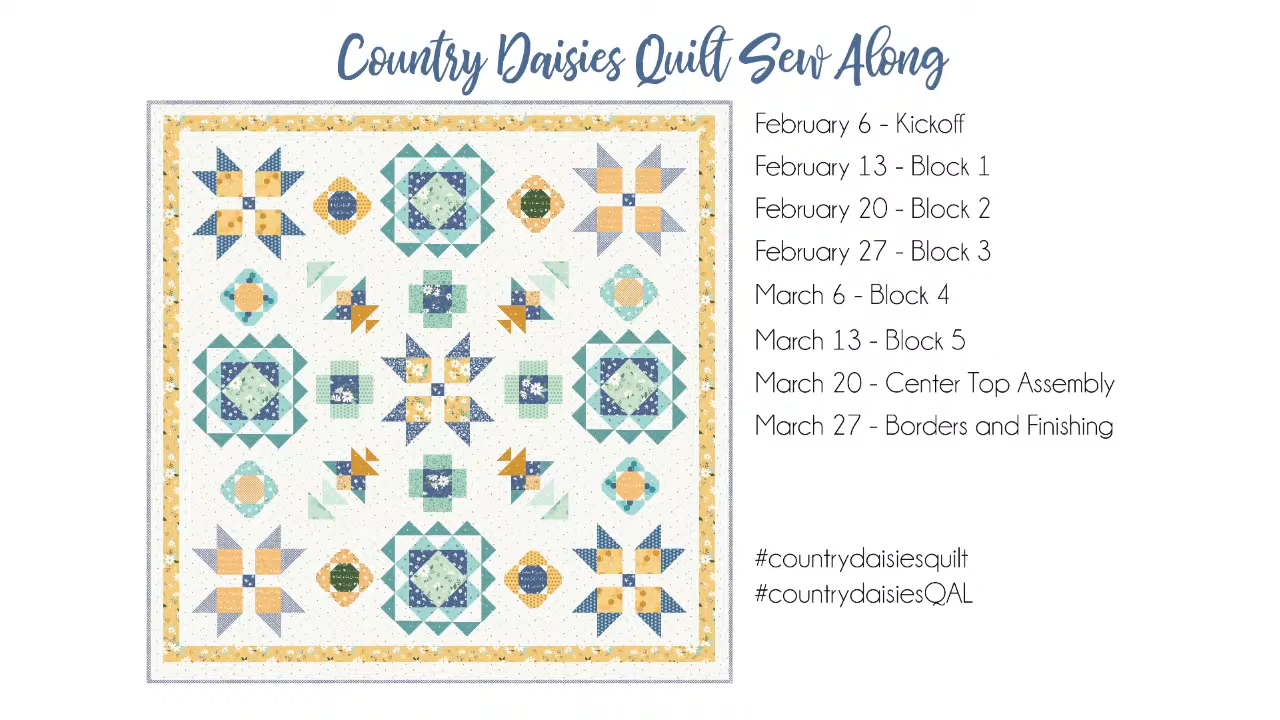 Country Daisies Quilt Sew Along
February 6 - Kickoff
February 13 - Block 1
February 20 - Block 2
February 27 - Block 3
March 6 - Block 4
March 13 - Block 5
March 20 - Center Top Assembly
March 27 - Borders and Finishing
#countrydaisiesquilt
#countrydaisiesQAL